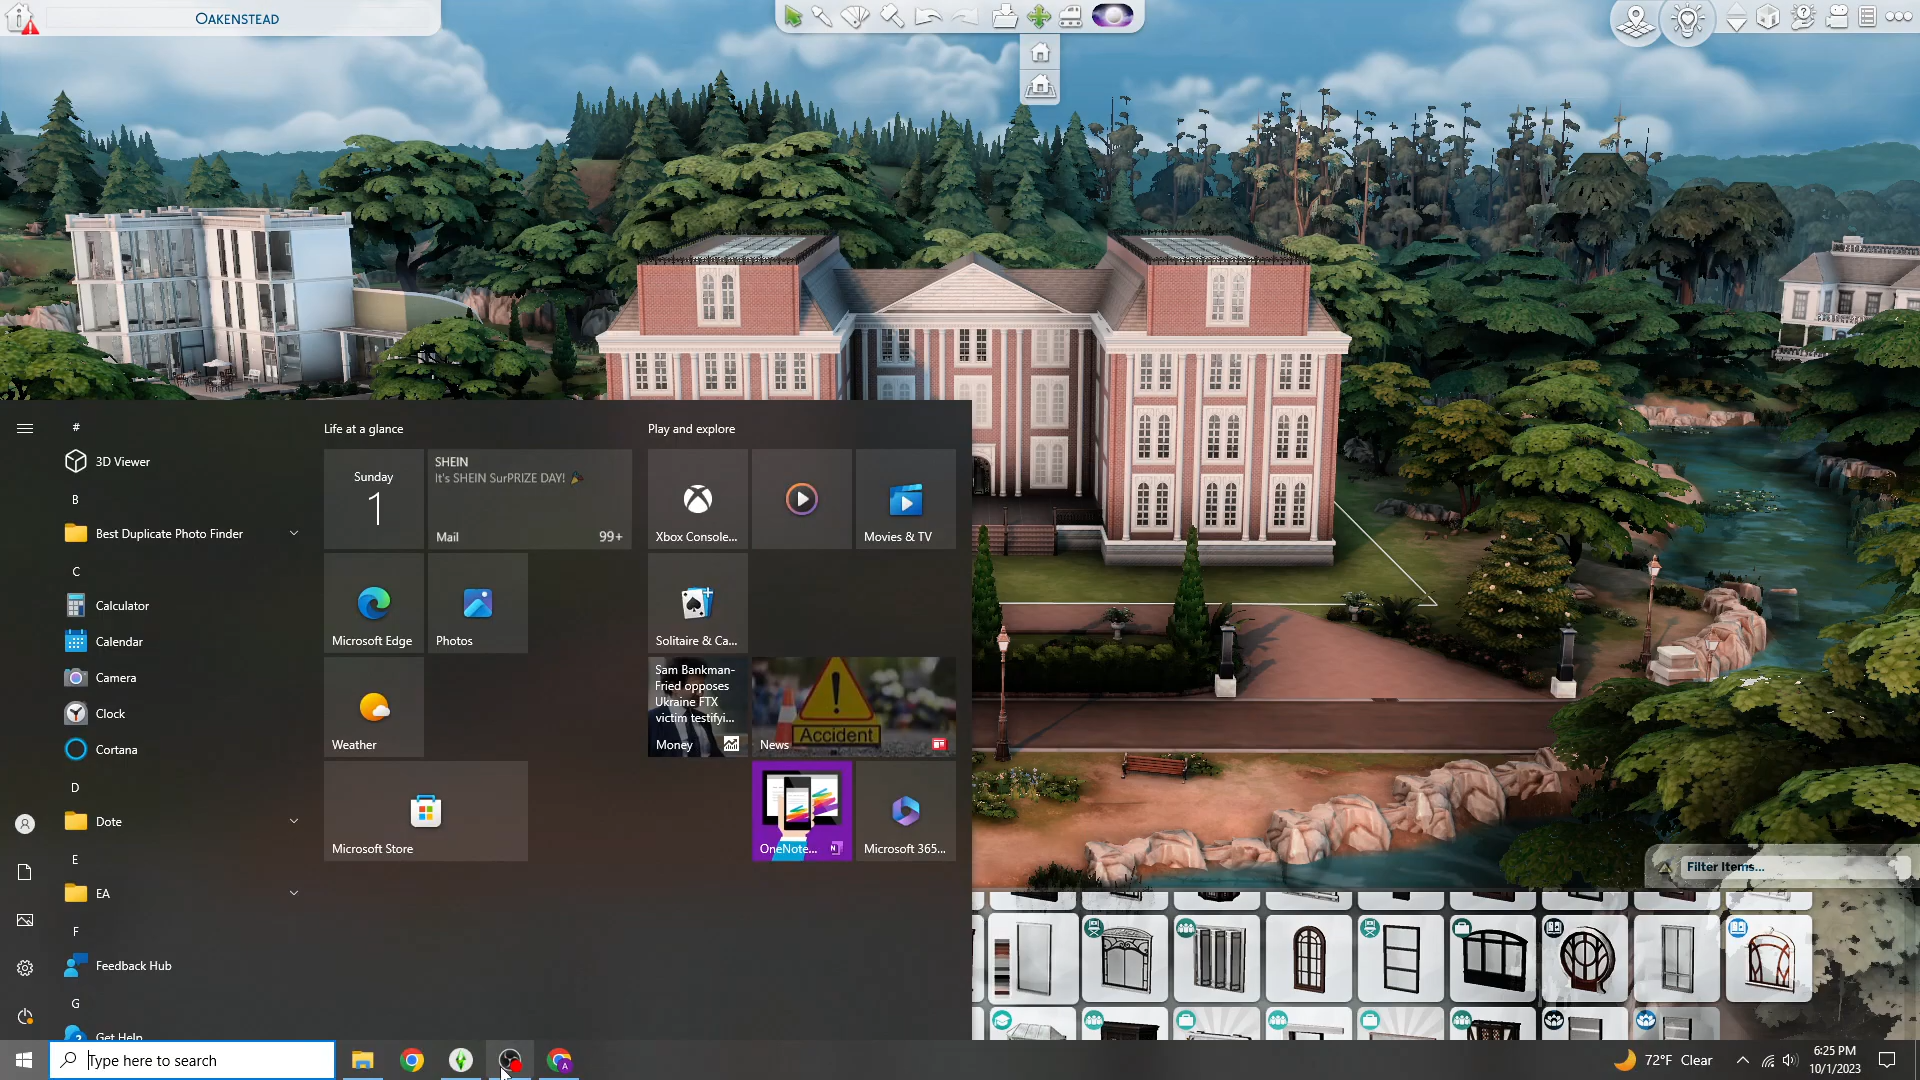 Oakenstead
#
3D Viewer
B
Best Duplicate Photo Finder
C
Calculator
Calendar
Camera
Clock
Cortana
D
Dote
E
EA
F
Feedback Hub
G
Get Help
Life at a glance
Sunday
1
SHEIN
It's SHEIN SurPRIZE DAY!
Mail
99+
Microsoft Edge
Photos
Weather
Microsoft Store
Play and explore
Xbox Console...
Movies & TV
Solitaire & Ca...
Sam Bankman-
Fried opposes
Ukraine FTX
victim testifyi...
Money
Accident
News
OneNote...
Microsoft 365...
Filter Items...
Type here to search
72°F Clear
6:25 PM
10/1/2023